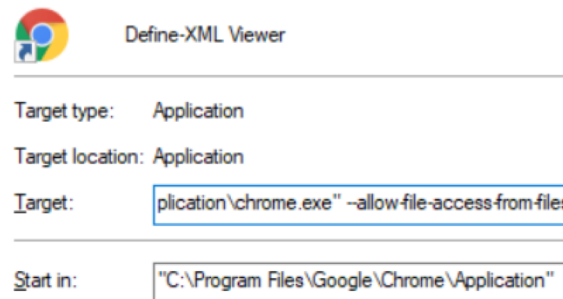 Define-XML Viewer
Target type: Application
Target location: Application
Target: plication\chrome.exe" --allow-file-access-from-files
Start in: "C:\Program Files\Google\Chrome\Application"